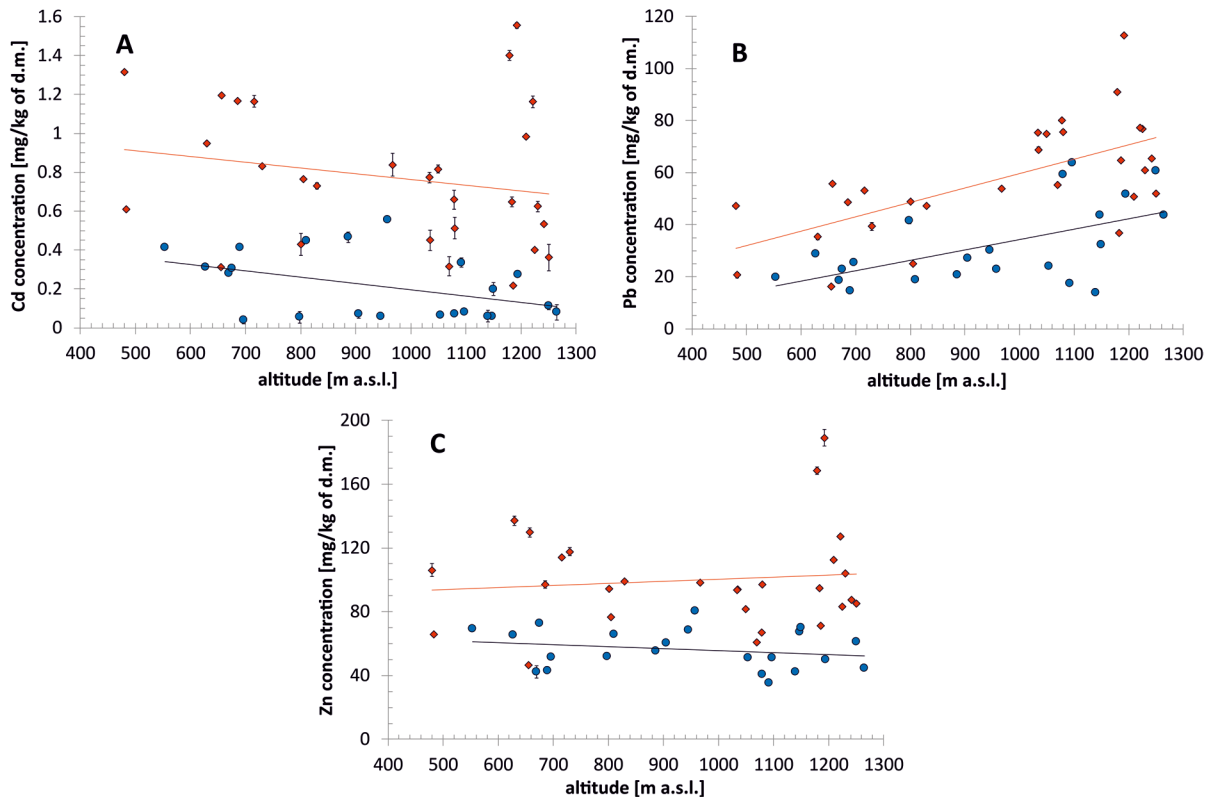 A
Cd concentration [mg/kg of d.m.]
1.6
1.4
1.2
1
0.8
0.6
0.4
0.2
0
400 500 600 700 800 900 1000 1100 1200 1300
altitude [m a.s.l.]
B
Pb concentration [mg/kg of d.m.]
120
100
80
60
40
20
0
400 500 600 700 800 900 1000 1100 1200 1300
altitude [m a.s.l.]
C
Zn concentration [mg/kg of d.m.]
200
160
120
80
40
0
400 500 600 700 800 900 1000 1100 1200 1300
altitude [m a.s.l.]